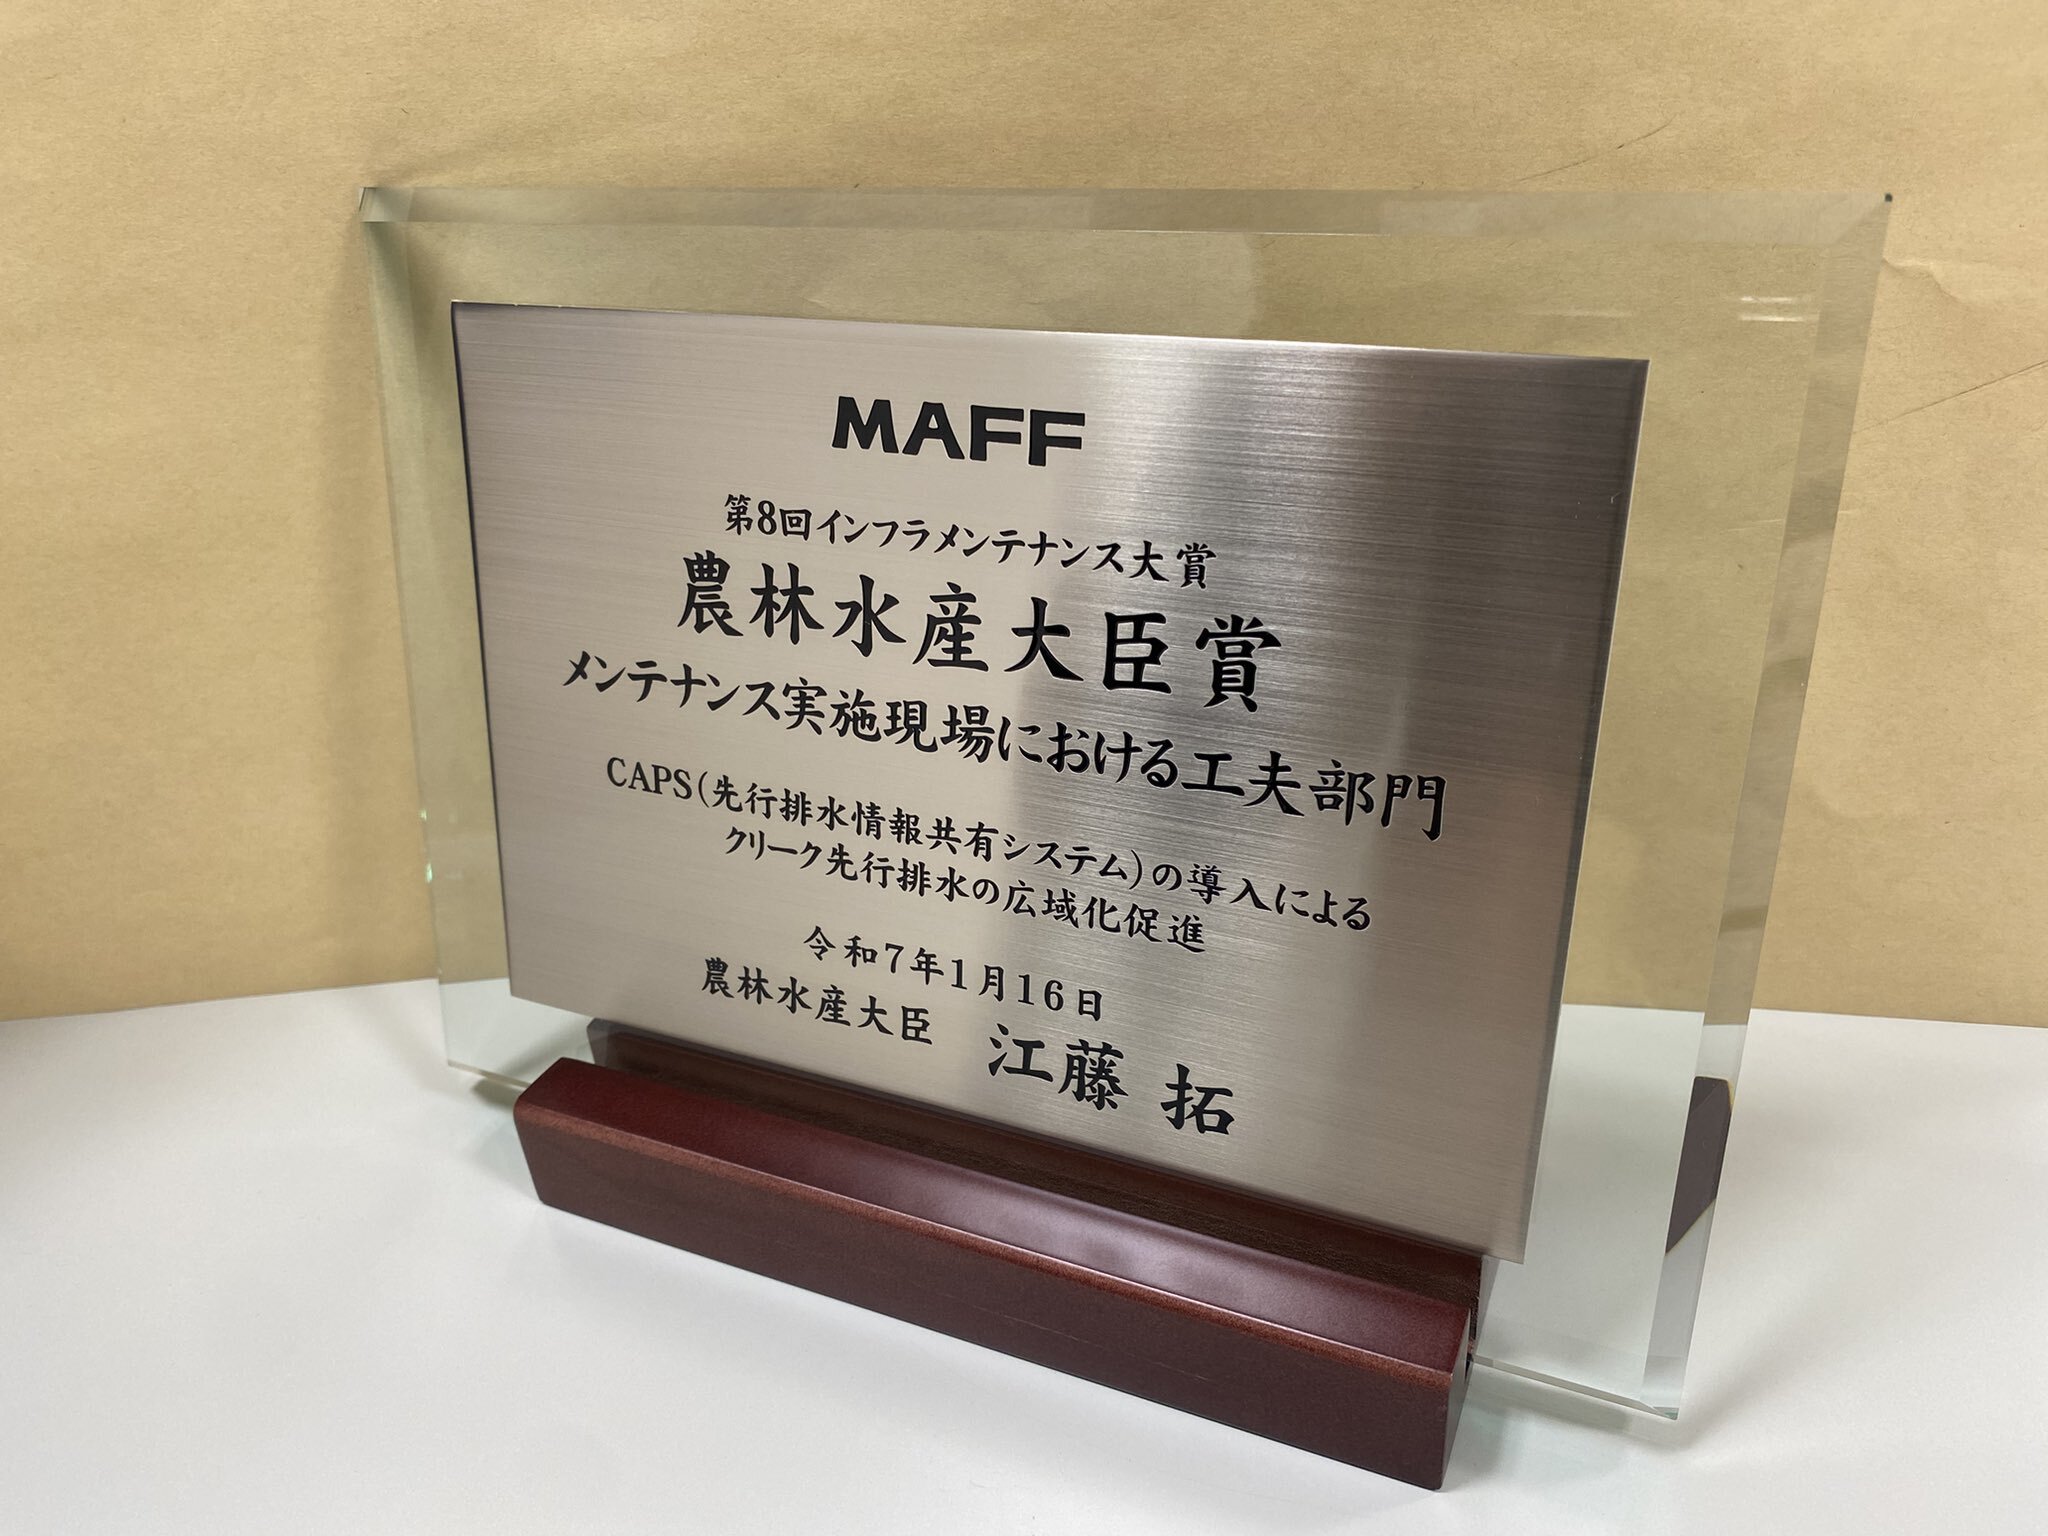 MAFF
第8回インフラメンテナンス大賞
農林水産大臣賞
メンテナンス実施現場における工夫部門
CAPS(先行排水情報共有システム)の導入による
クリーク先行排水の広域化促進
令和7年1月16日
農林水産大臣 江藤 拓